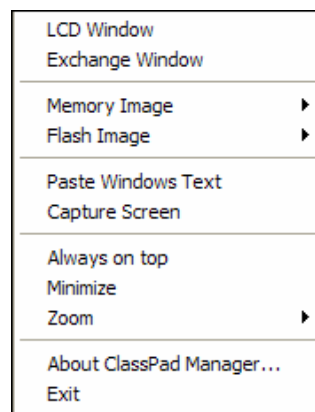 LCD Window
Exchange Window
Memory Image
Flash Image
Paste Windows Text
Capture Screen
Always on top
Minimize
Zoom
About ClassPad Manager...
Exit